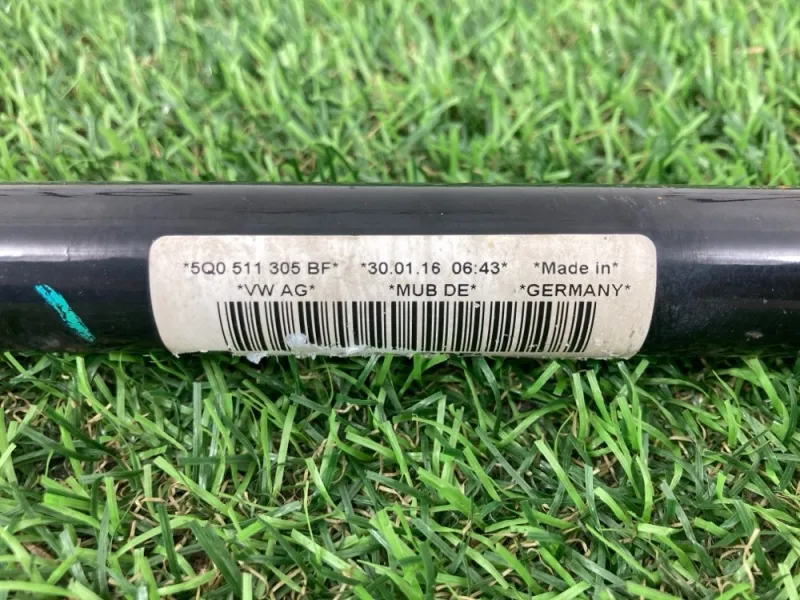 *5Q0 511 305 BF* *30.01.16 06:43* *Made in*
*VW AG* *MUB DE* *GERMANY*